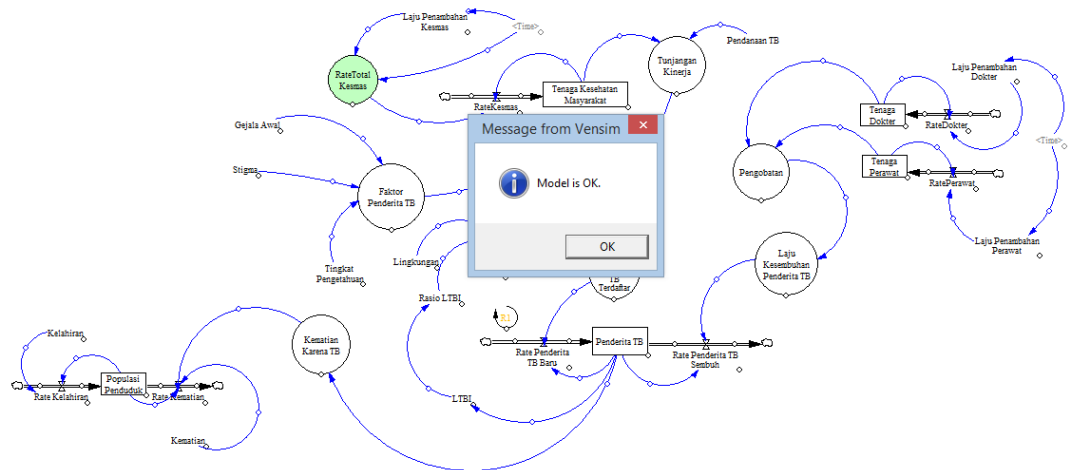 Laju Penambahan
Kesmas
<Time>
Pendanaan TB
RateTotal
Kesmas
Tunjangan
Kinerja
Tenaga Kesehatan
Masyarakat
RateKesmas
Laju Penambahan
Dokter
Tenaga
Dokter
RateDokter
<Time>
Gejala Awal
Message from Vensim
Model is OK.
OK
Stigma
Faktor
Penderita TB
Pengobatan
Tenaga
Perawat
RatePerawat
Laju Penambahan
Perawat
Tingkat
Pengetahuan
Lingkungan
Rasio LTBI
TB
Terdaftar
Laju
Kesembuhan
Penderita TB
R1
Kelahiran
Kematian
Karena TB
Rate Penderita
TB Baru
Penderita TB
Rate Penderita TB
Sembuh
Populasi
Penduduk
Rate Kelahiran
Rate Kematian
LTBI
Kematian